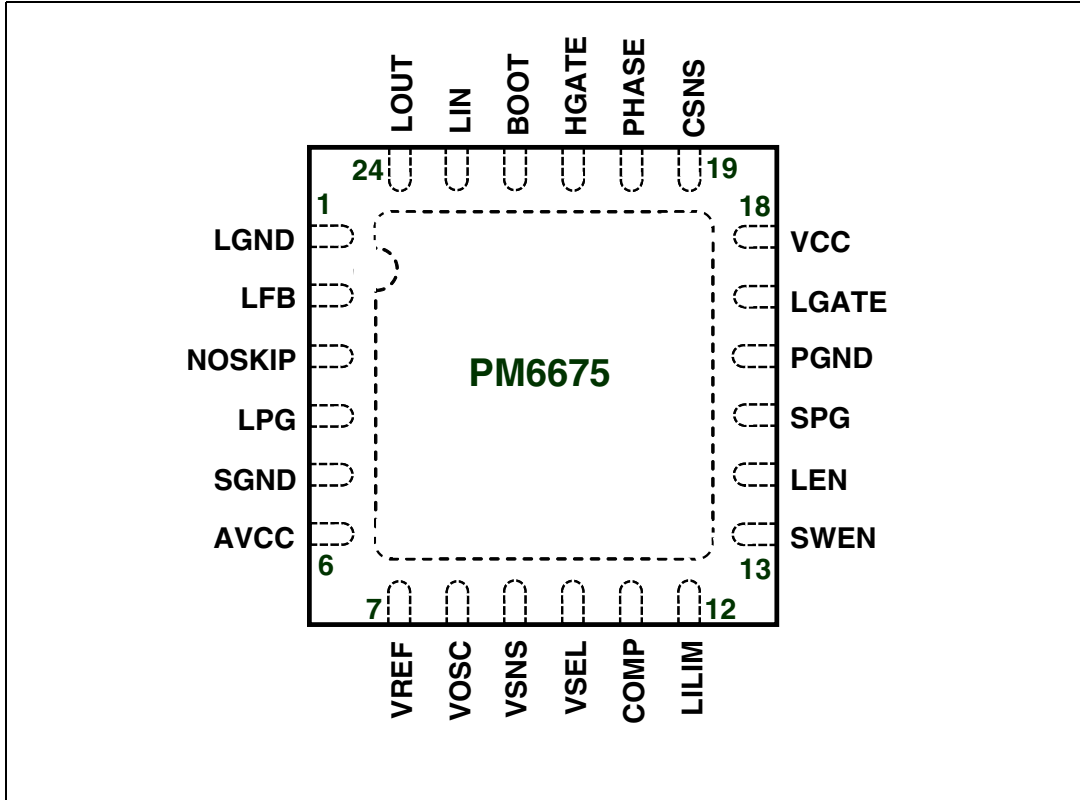 LOUT
LIN
BOOT
HGATE
PHASE
CSNS
24
19
1
18
LGND
VCC
LFB
LGATE
NOSKIP
PM6675
PGND
LPG
SPG
SGND
LEN
AVCC
SWEN
6
13
7
12
VREF
VOSC
VSNS
VSEL
COMP
LILIM